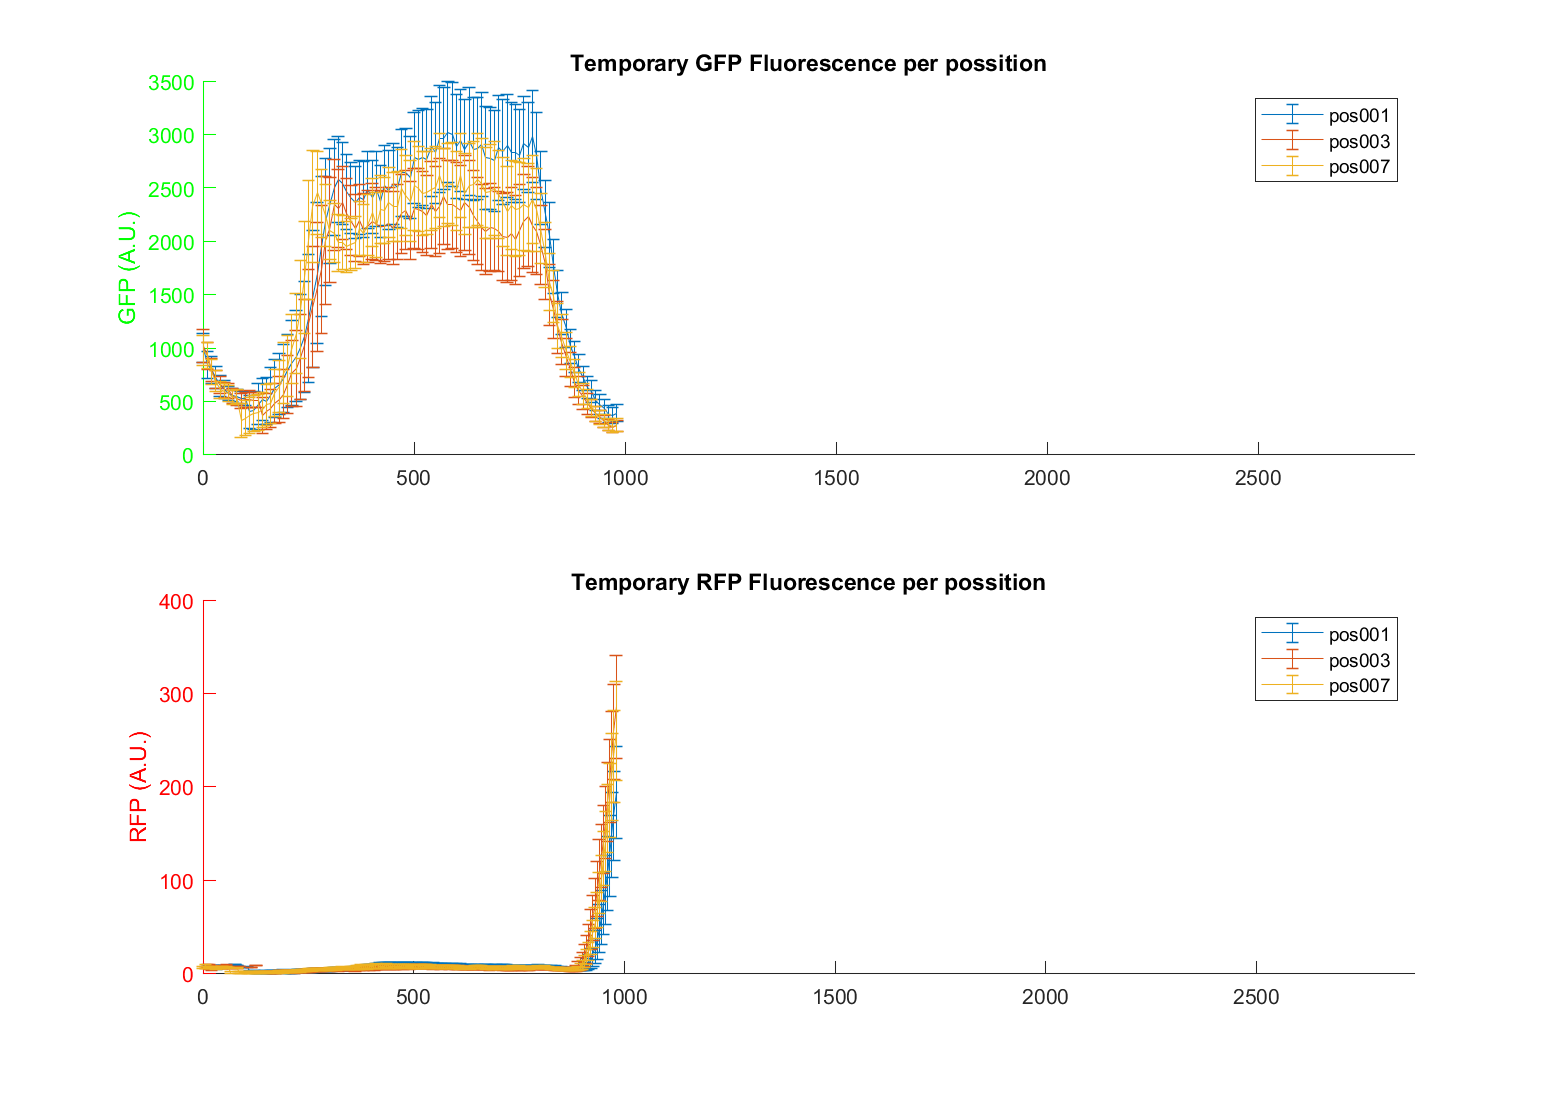 Temporary GFP Fluorescence per possition
3500
3000
2500
2000
1500
1000
500
0
GFP (A.U.)
pos001
pos003
pos007
0 500 1000 1500 2000 2500
Temporary RFP Fluorescence per possition
400
300
200
100
0
RFP (A.U.)
pos001
pos003
pos007
0 500 1000 1500 2000 2500